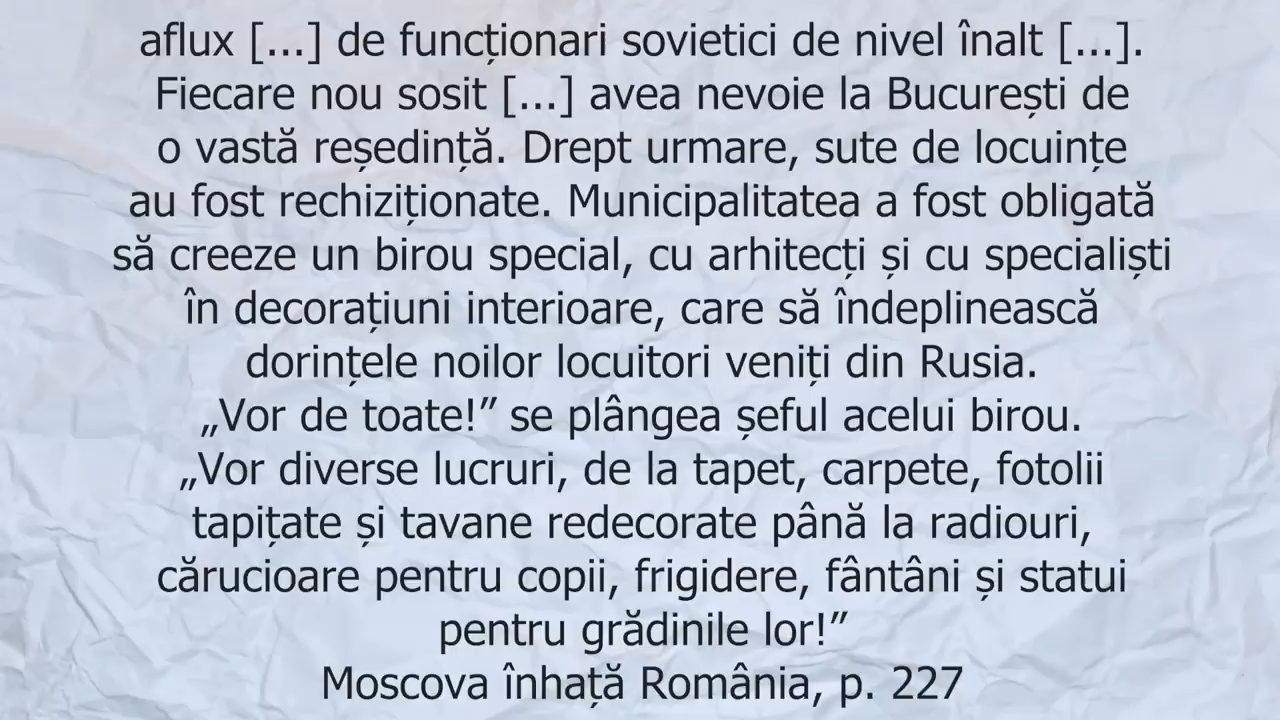 aflux [...] de funcționari sovietici de nivel înalt [...].
Fiecare nou sosit [...] avea nevoie la București de
o vastă reședință. Drept urmare, sute de locuințe
au fost rechiziționate. Municipalitatea a fost obligată
să creeze un birou special, cu arhitecți și cu specialiști
în decorațiuni interioare, care să îndeplinească
dorințele noilor locuitori veniți din Rusia.
„Vor de toate!” se plângea șeful acelui birou.
„Vor diverse lucruri, de la tapet, carpete, fotolii
tapițate și tavane redecorate până la radiouri,
cărucioare pentru copii, frigidere, fântâni și statui
pentru grădinile lor!”
Moscova înhață România, p. 227